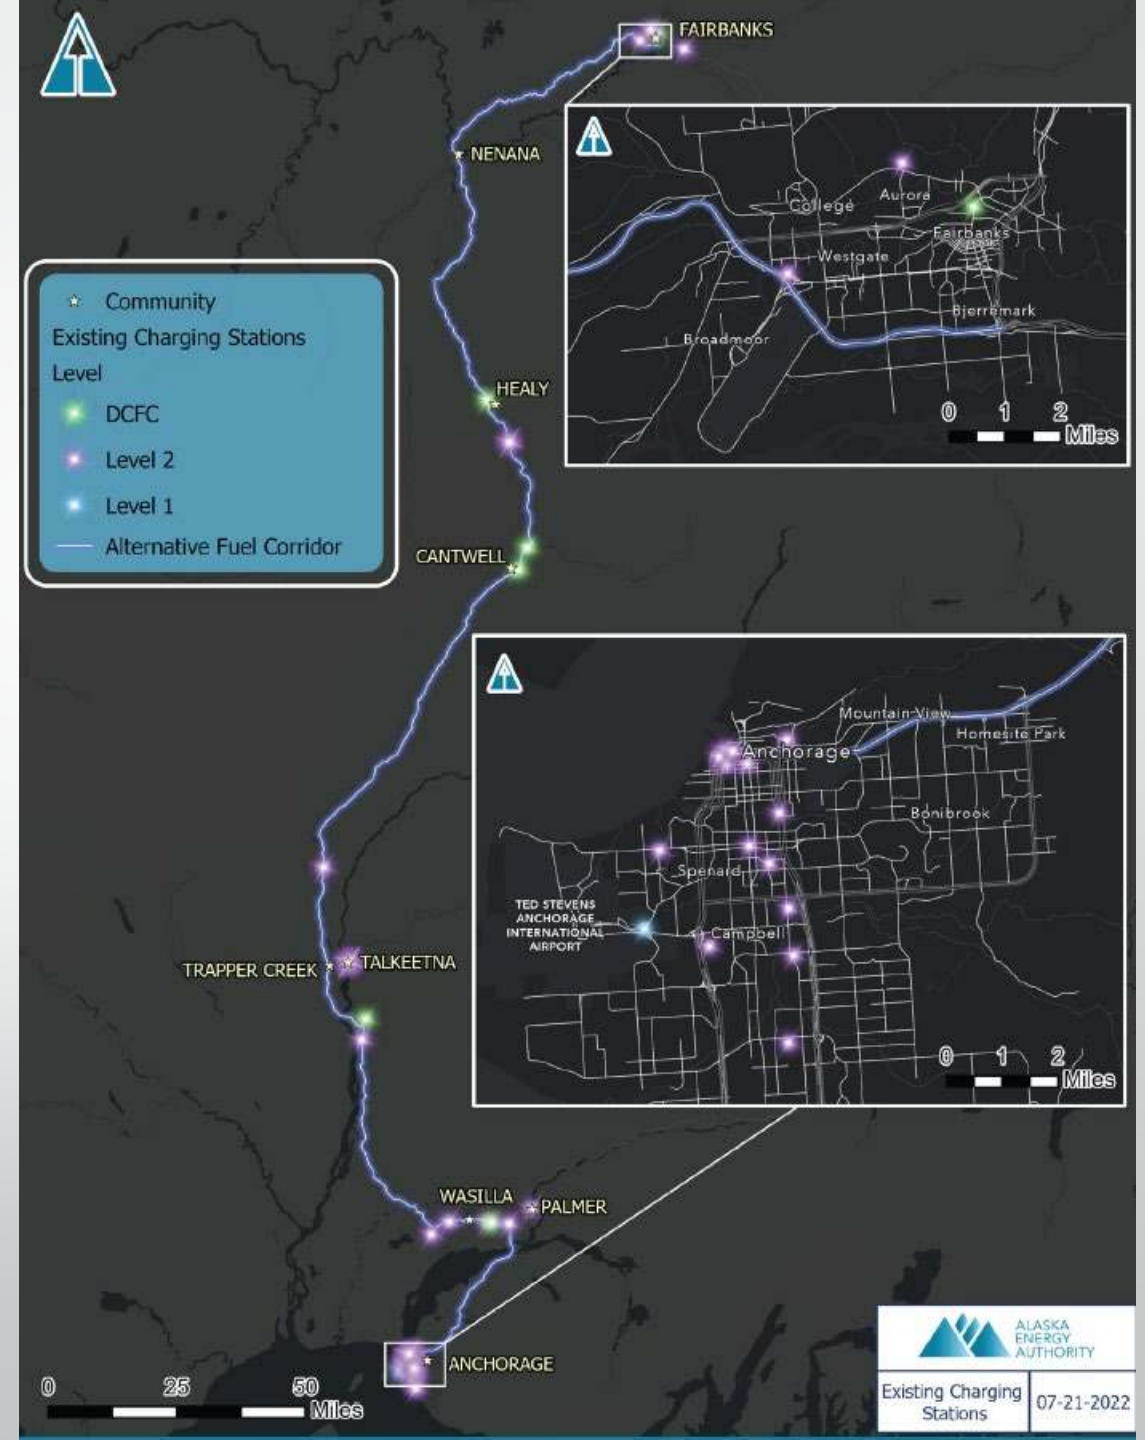 FAIRBANKS
NENANA
Aurora
College
Fairbanks
Westgate
Bjerremark
Broadmoor
0 1 2
Miles
Community
Existing Charging Stations
Level
DCFC
Level 2
Level 1
Alternative Fuel Corridor
HEALY
CANTWELL
Mountain View
Homesite Park
Anchorage
Bonibrook
Spenard
TED STEVENS
ANCHORAGE
INTERNATIONAL
AIRPORT
Campbell
0 1 2
Miles
TRAPPER CREEK
TALKEETNA
WASILLA
PALMER
ANCHORAGE
0 25 50
Miles
ALASKA
ENERGY
AUTHORITY
Existing Charging
Stations
07-21-2022